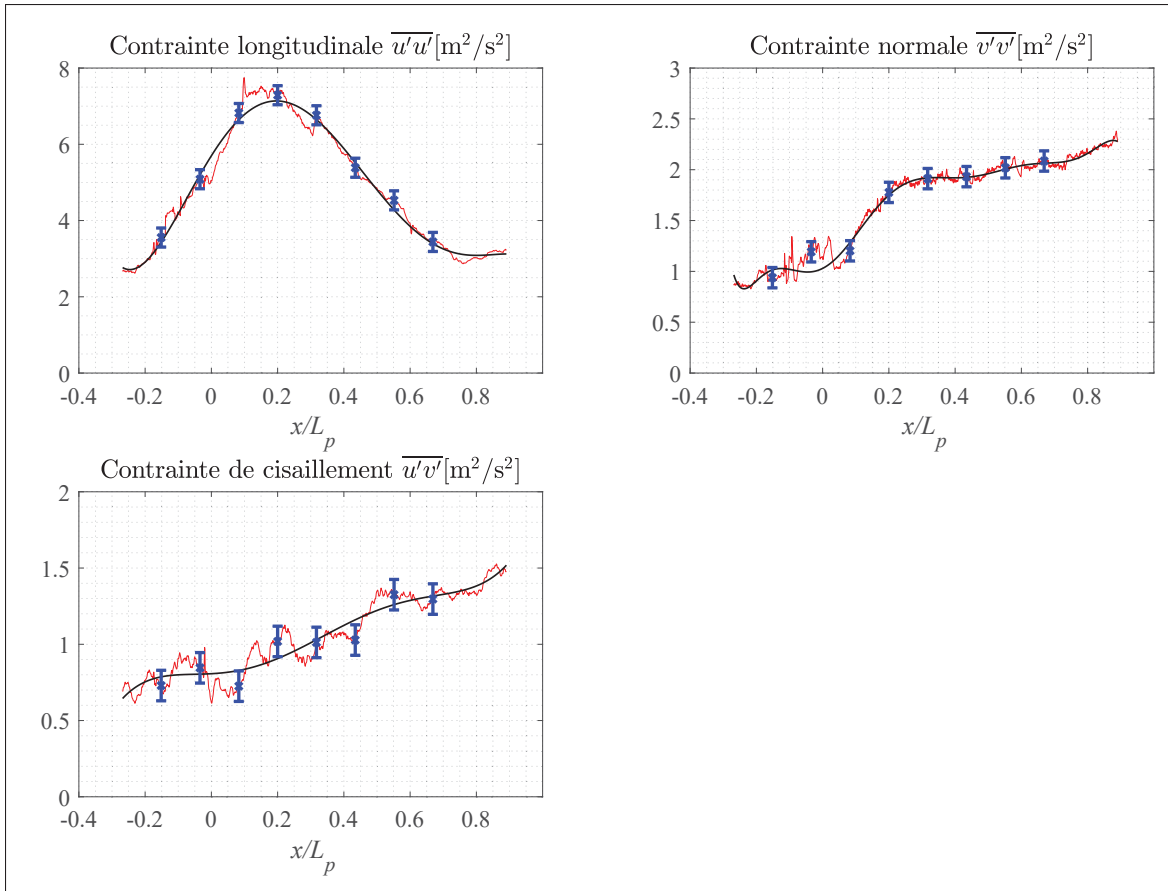 Contrainte longitudinale $\overline{u'u'}$[m²/s²]
8
6
4
2
0
-0.4 -0.2 0 0.2 0.4 0.6 0.8
x/L_p
Contrainte normale $\overline{v'v'}$[m²/s²]
3
2.5
2
1.5
1
0.5
0
-0.4 -0.2 0 0.2 0.4 0.6 0.8
x/L_p
Contrainte de cisaillement $\overline{u'v'}$[m²/s²]
2
1.5
1
0.5
0
-0.4 -0.2 0 0.2 0.4 0.6 0.8
x/L_p